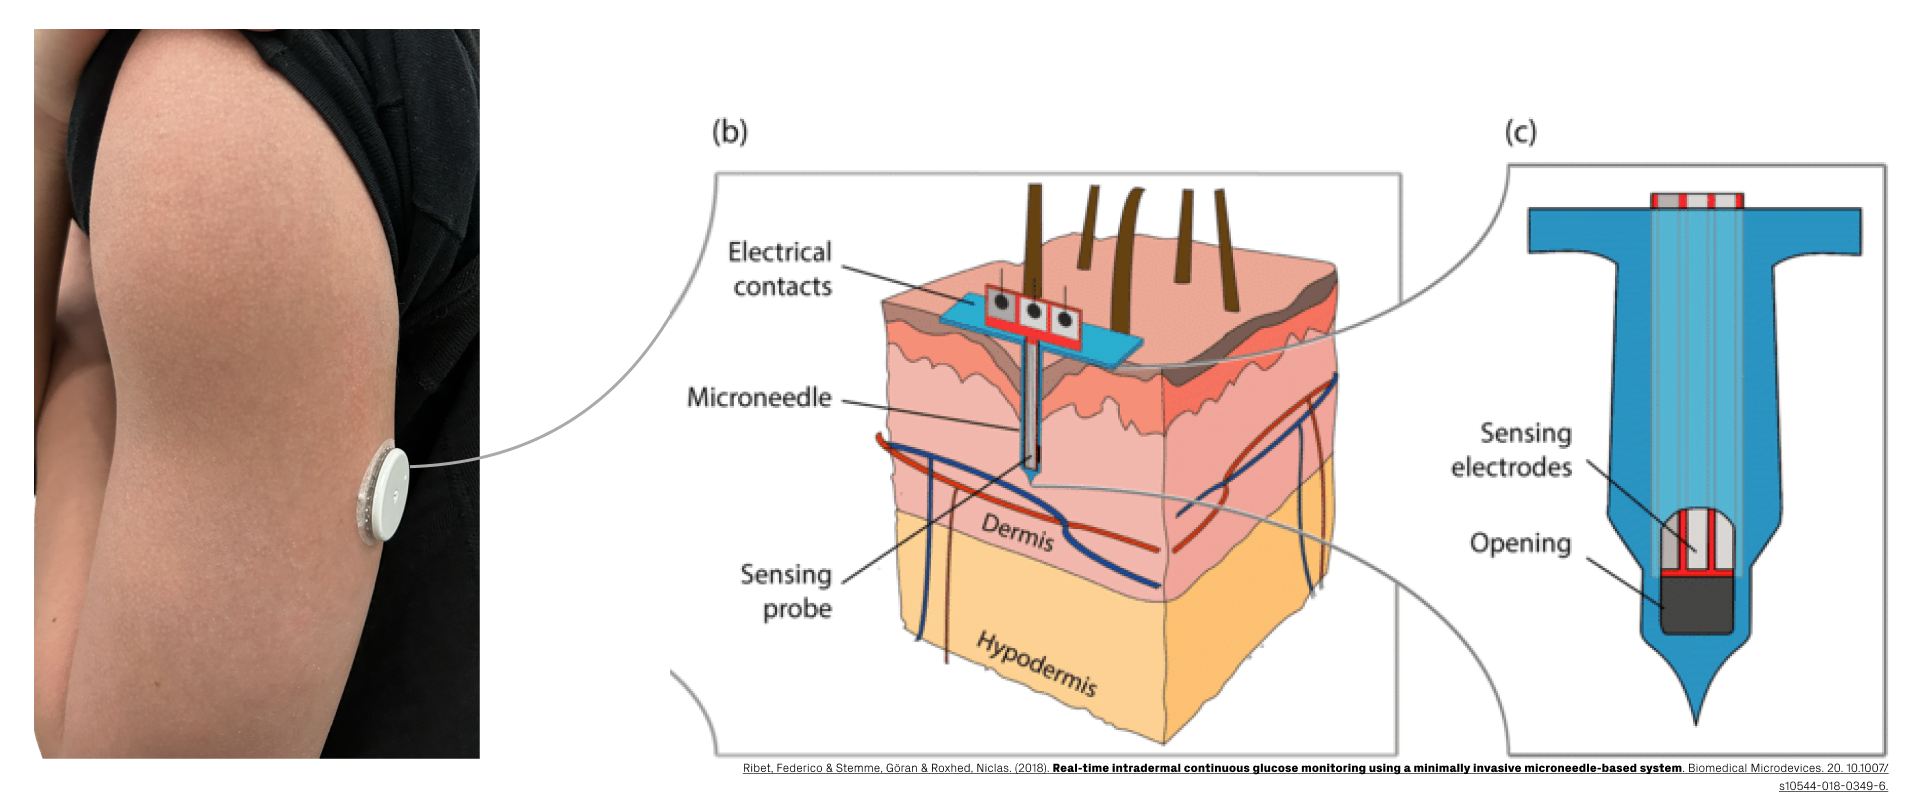 (b)
Electrical
contacts
Microneedle
Sensing
probe
Dermis
Hypodermis
(c)
Sensing
electrodes
Opening
Ribet, Federico & Stemme, Göran & Roxhed, Niclas. (2018). Real-time intradermal continuous glucose monitoring using a minimally invasive microneedle-based system. Biomedical Microdevices. 20. 10.1007/
s10544-018-0349-6.